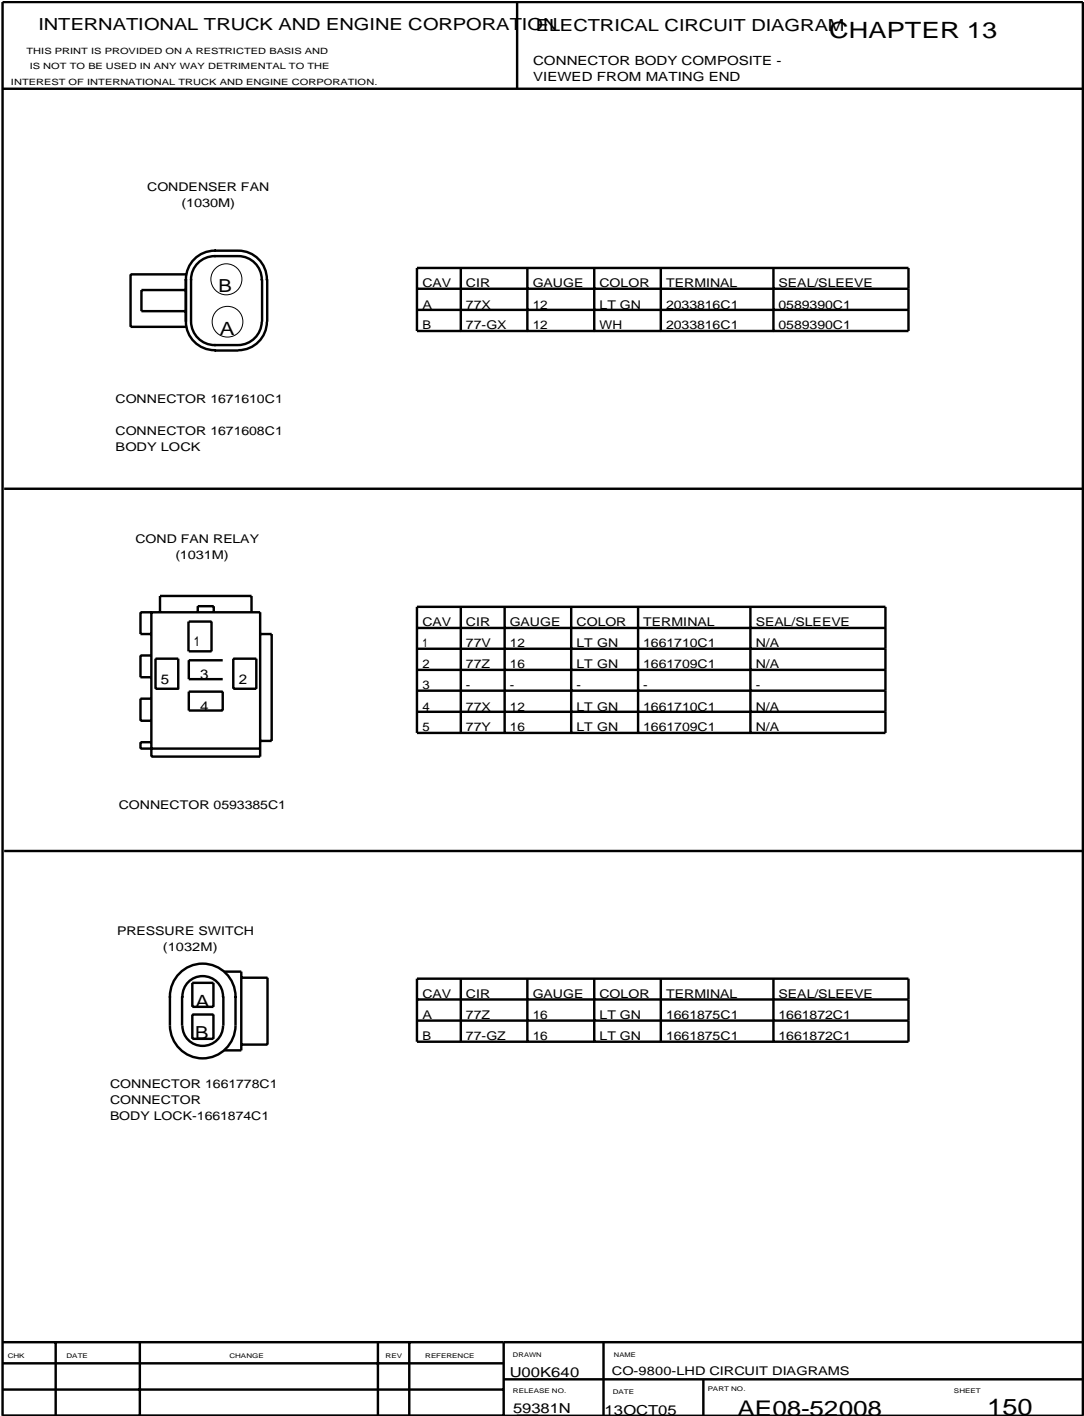 INTERNATIONAL TRUCK AND ENGINE CORPORATION
THIS PRINT IS PROVIDED ON A RESTRICTED BASIS AND
IS NOT TO BE USED IN ANY WAY DETRIMENTAL TO THE
INTEREST OF INTERNATIONAL TRUCK AND ENGINE CORPORATION.
ELECTRICAL CIRCUIT DIAGRAM
CHAPTER 13
CONNECTOR BODY COMPOSITE -
VIEWED FROM MATING END
CONDENSER FAN
(1030M)
B
A
CAV CIR GAUGE COLOR TERMINAL SEAL/SLEEVE
A 77X 12 LT GN 2033816C1 0589390C1
B 77-GX 12 WH 2033816C1 0589390C1
CONNECTOR 1671610C1
CONNECTOR 1671608C1
BODY LOCK
COND FAN RELAY
(1031M)
1
5 3 2
4
CAV CIR GAUGE COLOR TERMINAL SEAL/SLEEVE
1 77V 12 LT GN 1661710C1 N/A
2 77Z 16 LT GN 1661709C1 N/A
3 - - - - -
4 77X 12 LT GN 1661710C1 N/A
5 77Y 16 LT GN 1661709C1 N/A
CONNECTOR 0593385C1
PRESSURE SWITCH
(1032M)
A
B
CAV CIR GAUGE COLOR TERMINAL SEAL/SLEEVE
A 77Z 16 LT GN 1661875C1 1661872C1
B 77-GZ 16 LT GN 1661875C1 1661872C1
CONNECTOR 1661778C1
CONNECTOR
BODY LOCK-1661874C1
CHK DATE CHANGE REV REFERENCE
DRAWN
U00K640
NAME
CO-9800-LHD CIRCUIT DIAGRAMS
RELEASE NO.
59381N
DATE
13OCT05
PART NO.
AE08-52008
SHEET
150